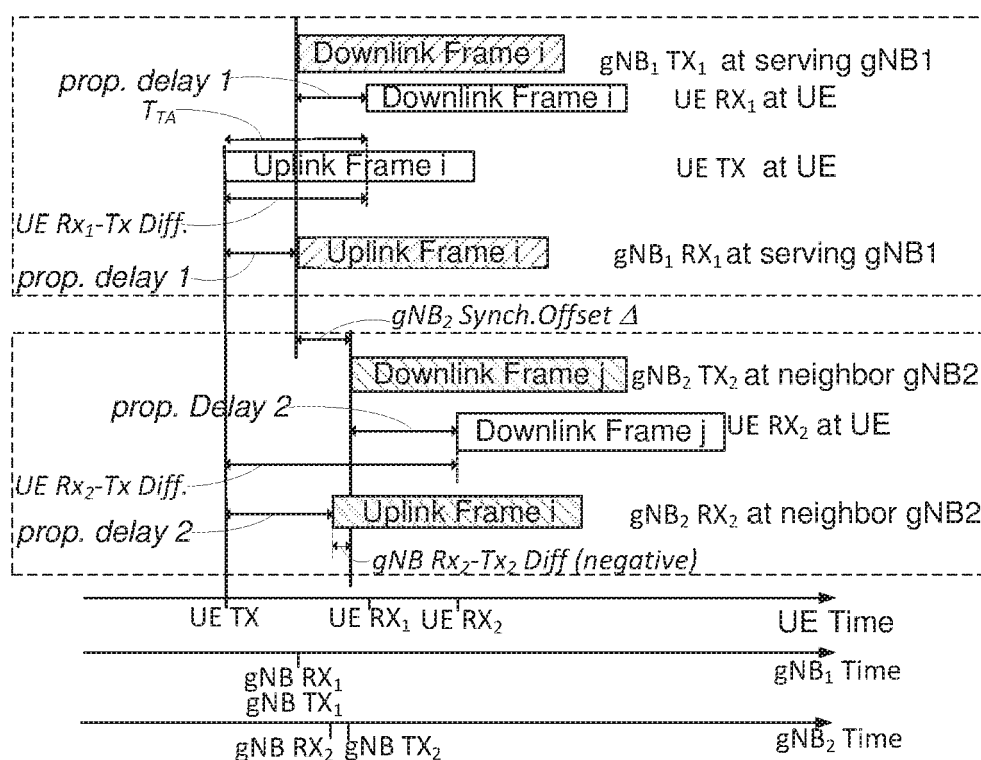 Downlink Frame i
gNB1 TX1 at serving gNB1
prop. delay 1
Downlink Frame i
UE RX1 at UE
TTA
Uplink Frame i
UE TX at UE
UE Rx1-Tx Diff.
Uplink Frame i
gNB1 RX1 at serving gNB1
prop. delay 1
gNB2 Synch.Offset Δ
Downlink Frame j
gNB2 TX2 at neighbor gNB2
prop. Delay 2
Downlink Frame j
UE RX2 at UE
UE Rx2-Tx Diff.
Uplink Frame i
gNB2 RX2 at neighbor gNB2
prop. delay 2
gNB Rx2-Tx2 Diff (negative)
UE TX
UE RX1
UE RX2
UE Time
gNB RX1
gNB1 Time
gNB TX1
gNB RX2
gNB TX2
gNB2 Time